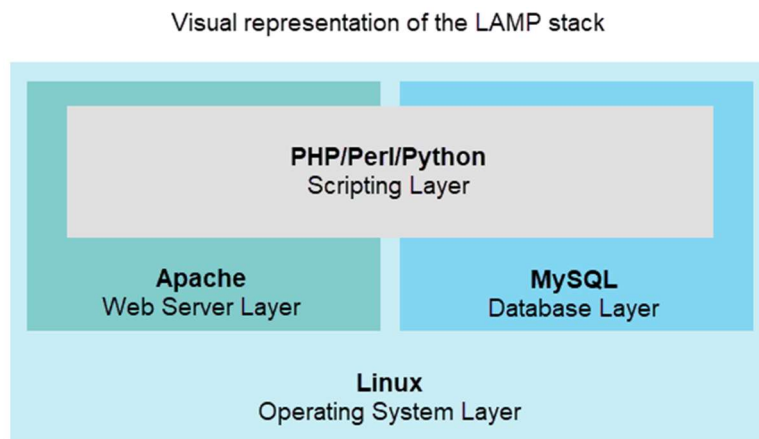 Visual representation of the LAMP stack
PHP/Perl/Python
Scripting Layer
Apache
Web Server Layer
MySQL
Database Layer
Linux
Operating System Layer